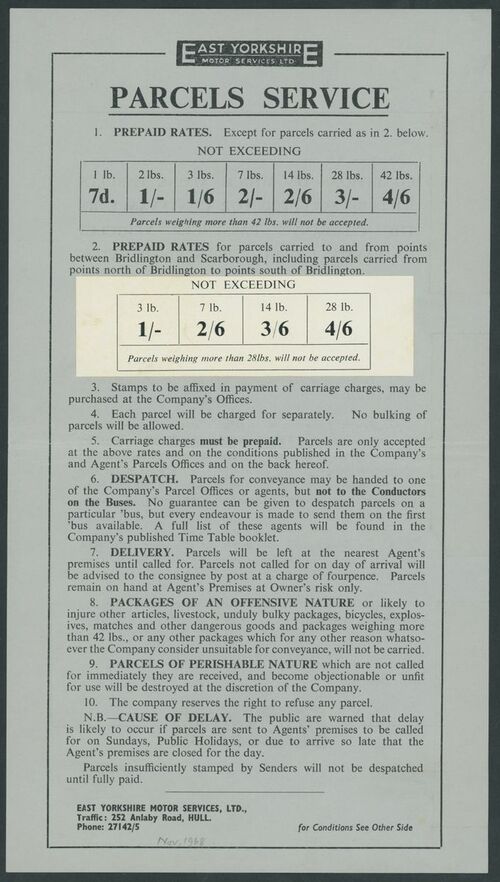 EAST YORKSHIRE
MOTOR SERVICES LTD
PARCELS SERVICE
1. PREPAID RATES. Except for parcels carried as in 2. below.
NOT EXCEEDING
1 lb. 2 lbs. 3 lbs. 7 lbs. 14 lbs. 28 lbs. 42 lbs.
7d. 1/- 1/6 2/- 2/6 3/- 4/6
Parcels weighing more than 42 lbs. will not be accepted.
2. PREPAID RATES for parcels carried to and from points
between Bridlington and Scarborough, including parcels carried from
points north of Bridlington to points south of Bridlington.
NOT EXCEEDING
3 lb. 7 lb. 14 lb. 28 lb.
1/- 2/6 3/6 4/6
Parcels weighing more than 28lbs. will not be accepted.
3. Stamps to be affixed in payment of carriage charges, may be
purchased at the Company's Offices.
4. Each parcel will be charged for separately. No bulking of
parcels will be allowed.
5. Carriage charges must be prepaid. Parcels are only accepted
at the above rates and on the conditions published in the Company's
and Agent's Parcels Offices and on the back hereof.
6. DESPATCH. Parcels for conveyance may be handed to one
of the Company's Parcel Offices or agents, but not to the Conductors
on the Buses. No guarantee can be given to despatch parcels on a
particular 'bus, but every endeavour is made to send them on the first
'bus available. A full list of these agents will be found in the
Company's published Time Table booklet.
7. DELIVERY. Parcels will be left at the nearest Agent's
premises until called for. Parcels not called for on day of arrival will
be advised to the consignee by post at a charge of fourpence. Parcels
remain on hand at Agent's Premises at Owner's risk only.
8. PACKAGES OF AN OFFENSIVE NATURE or likely to
injure other articles, livestock, unduly bulky packages, bicycles, explos-
ives, matches and other dangerous goods and packages weighing more
than 42 lbs., or any other packages which for any other reason whatso-
ever the Company consider unsuitable for conveyance, will not be carried.
9. PARCELS OF PERISHABLE NATURE which are not called
for immediately they are received, and become objectionable or unfit
for use will be destroyed at the discretion of the Company.
10. The company reserves the right to refuse any parcel.
N.B.—CAUSE OF DELAY. The public are warned that delay
is likely to occur if parcels are sent to Agents' premises to be called
for on Sundays, Public Holidays, or due to arrive so late that the
Agent's premises are closed for the day.
Parcels insufficiently stamped by Senders will not be despatched
until fully paid.
EAST YORKSHIRE MOTOR SERVICES, LTD.,
Traffic: 252 Anlaby Road, HULL.
Phone: 27142/5
for Conditions See Other Side
Nov. 1968